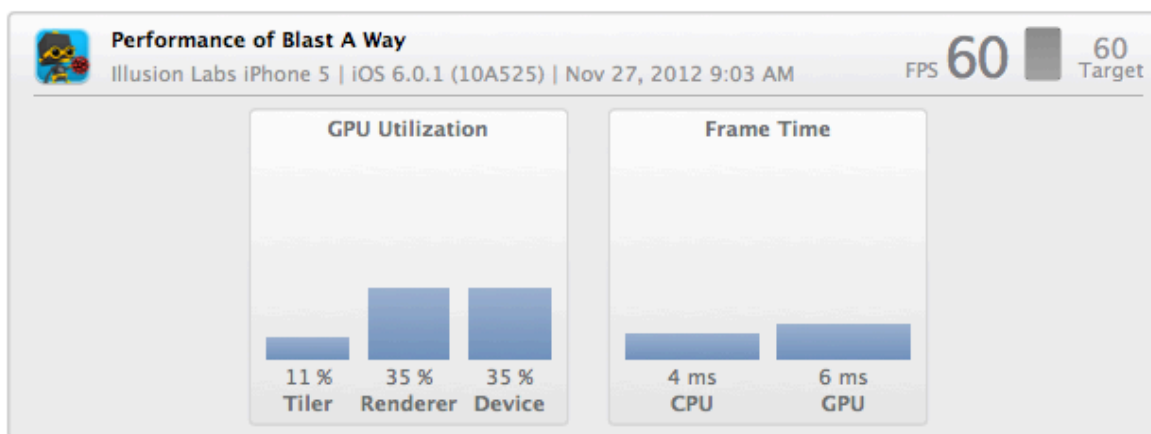 Performance of Blast A Way
Illusion Labs iPhone 5 | iOS 6.0.1 (10A525) | Nov 27, 2012 9:03 AM
FPS 60
60
Target
GPU Utilization
11 % 35 % 35 %
Tiler Renderer Device
Frame Time
4 ms 6 ms
CPU GPU